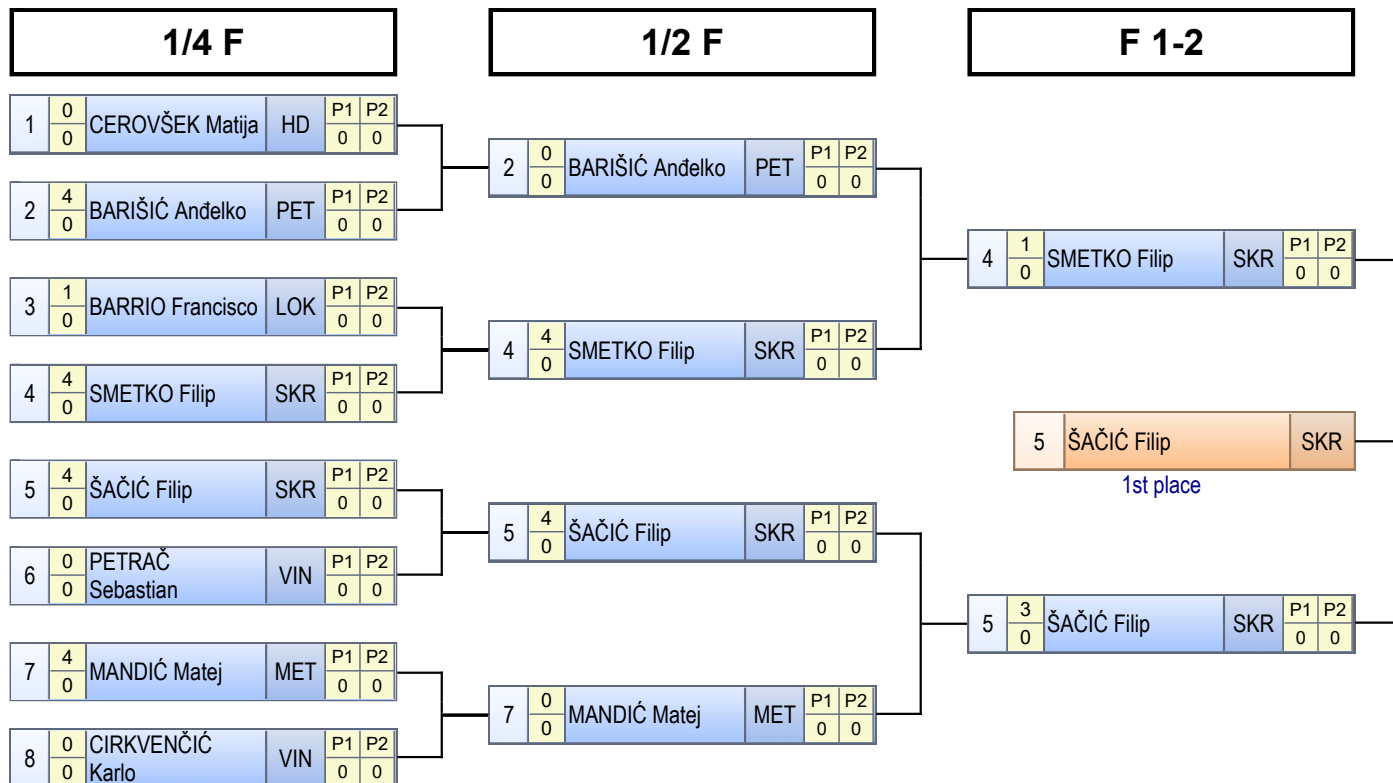 1/4 F
1/2 F
F 1-2
1 0 CEROVŠEK Matija HD P1 P2
0 0 0
2 4 BARIŠIĆ Anđelko PET P1 P2
0 0 0
3 1 BARRIO Francisco LOK P1 P2
0 0 0
4 4 SMETKO Filip SKR P1 P2
0 0 0
5 4 ŠAČIĆ Filip SKR P1 P2
0 0 0
6 0 PETRAČ VIN P1 P2
0 Sebastian 0 0
7 4 MANDIĆ Matej MET P1 P2
0 0 0
8 0 CIRKVENČIĆ VIN P1 P2
0 Karlo 0 0
2 0 BARIŠIĆ Anđelko PET P1 P2
0 0 0
4 4 SMETKO Filip SKR P1 P2
0 0 0
5 4 ŠAČIĆ Filip SKR P1 P2
0 0 0
7 0 MANDIĆ Matej MET P1 P2
0 0 0
4 1 SMETKO Filip SKR P1 P2
0 0 0
5 ŠAČIĆ Filip SKR
1st place
5 3 ŠAČIĆ Filip SKR P1 P2
0 0 0